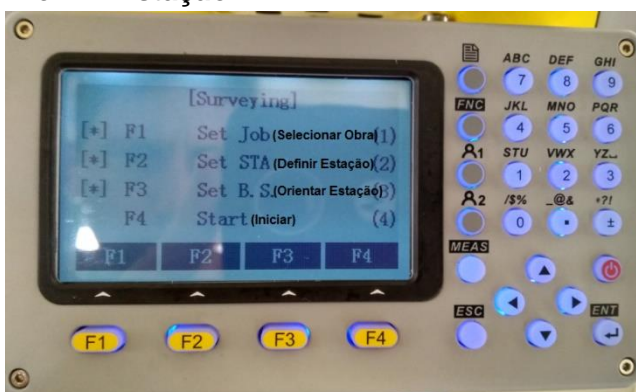 [Surveying]
[*] F1 Set Job (Selecionar Obra) (1)
[*] F2 Set STA (Definir Estação) (2)
[*] F3 Set B.S. (Orientar Estação) (3)
F4 Start (Iniciar) (4)
F1 F2 F3 F4
F1 F2 F3 F4
ABC DEF GHI
7 8 9
FNC JKL MNO PQR
4 5 6
1 STU VWX YZ
1 2 3
2 /$% _@& *?!
0 . ±
MEAS
ESC ENT